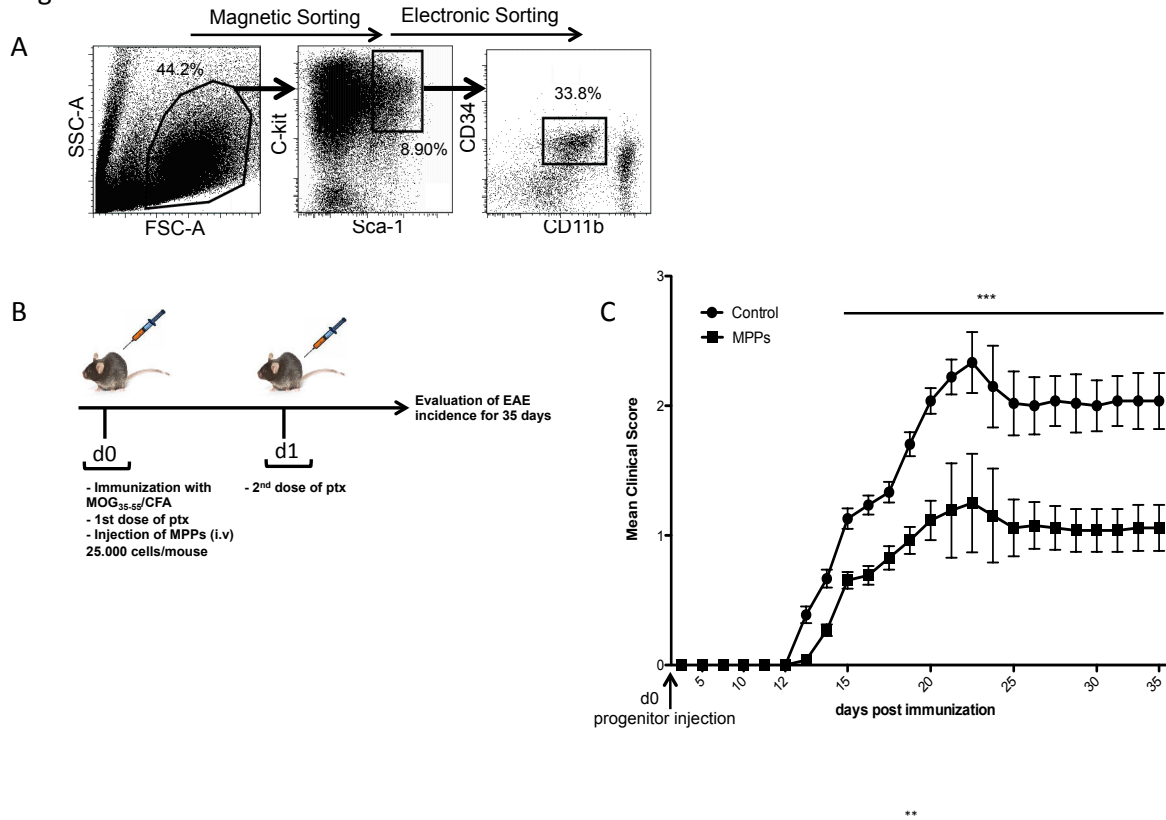 Magnetic Sorting
Electronic Sorting
A
44.2%
SSC-A
FSC-A
C-kit
8.90%
Sca-1
CD34
33.8%
CD11b
B
d0
d1
- Immunization with
MOG35-55/CFA
- 1st dose of ptx
- Injection of MPPs (i.v)
25.000 cells/mouse
- 2nd dose of ptx
Evaluation of EAE
incidence for 35 days
C
Control
MPPs
***
Mean Clinical Score
3
2
1
0
5
10
12
15
20
25
30
35
days post immunization
d0
progenitor injection
**